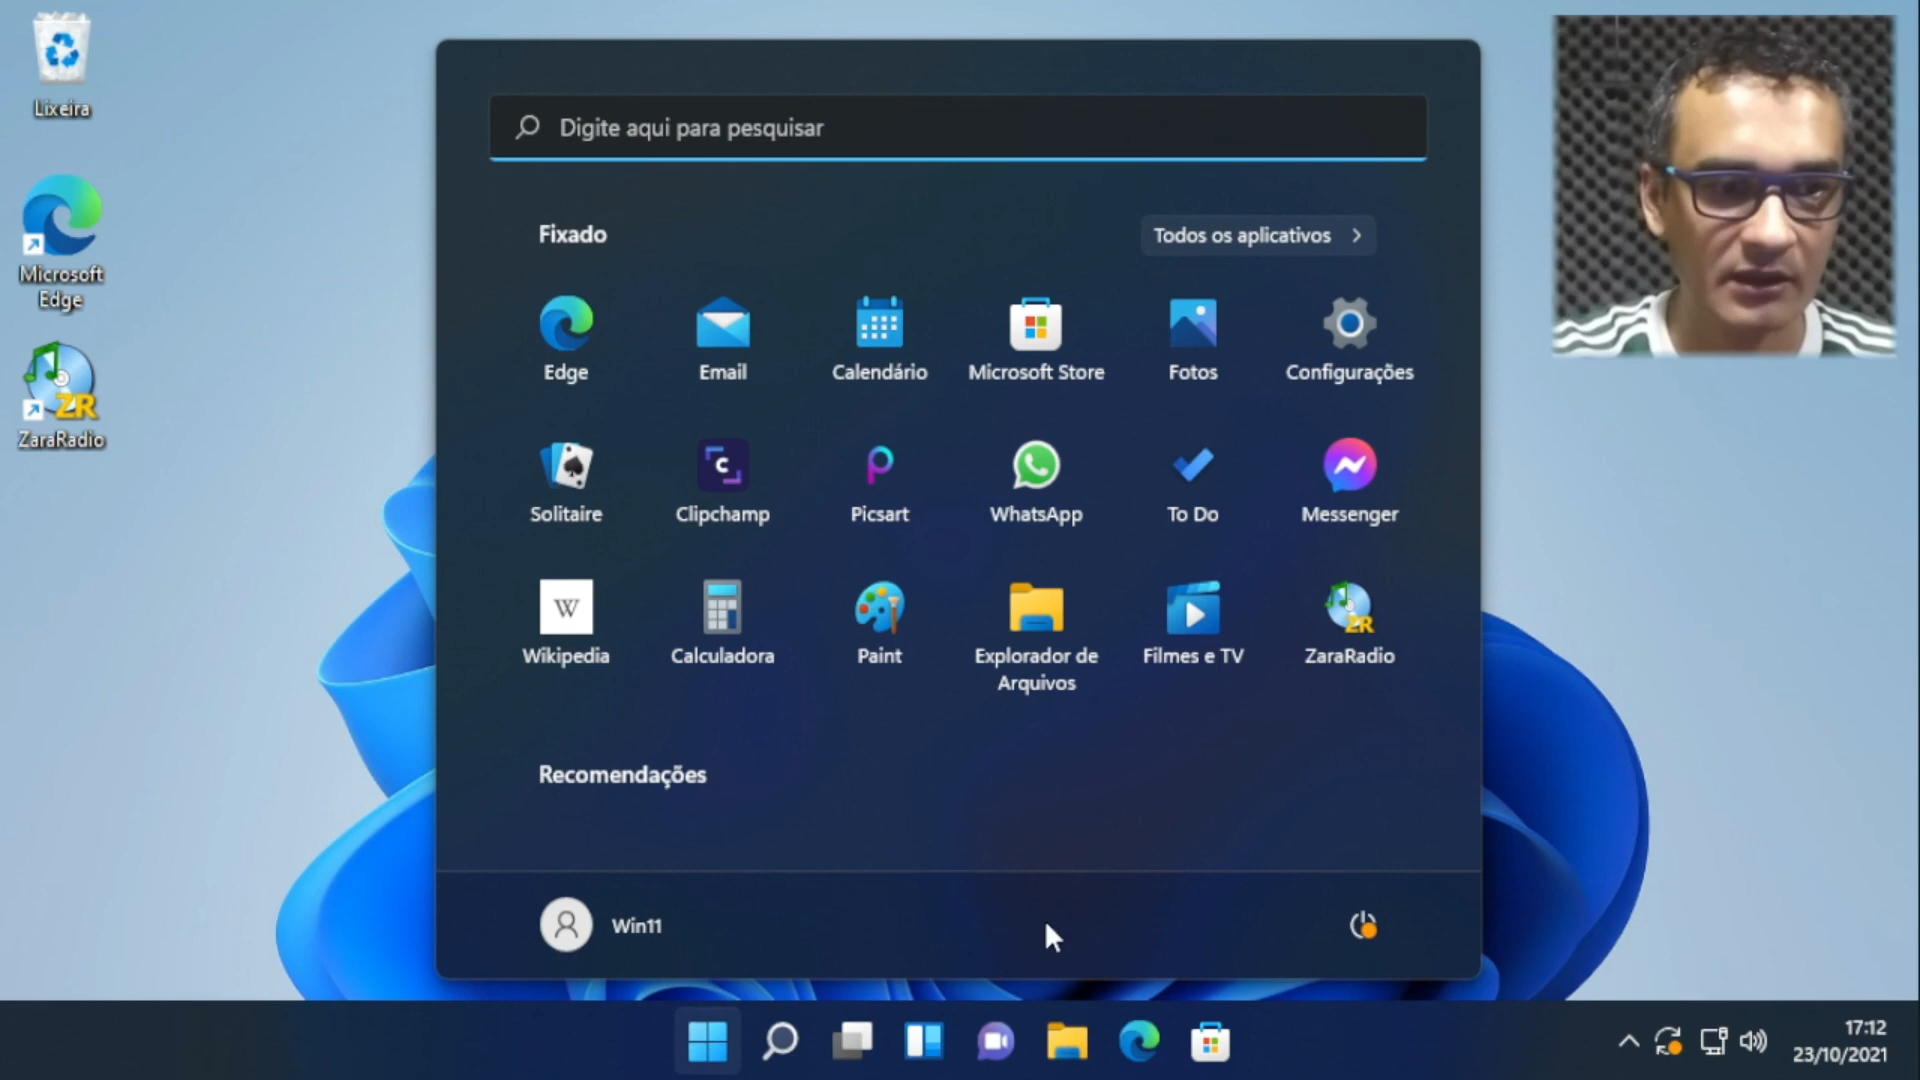 Lixeira
Microsoft
Edge
ZR
ZaraRadio
Digite aqui para pesquisar
Fixado
Todos os aplicativos
Edge
Email
Calendário
Microsoft Store
Fotos
Configurações
C
Solitaire
Clipchamp
Picsart
WhatsApp
To Do
Messenger
W
ZR
Wikipedia
Calculadora
Paint
Explorador de
Arquivos
Filmes e TV
ZaraRadio
Recomendações
Win11
17:12
23/10/2021